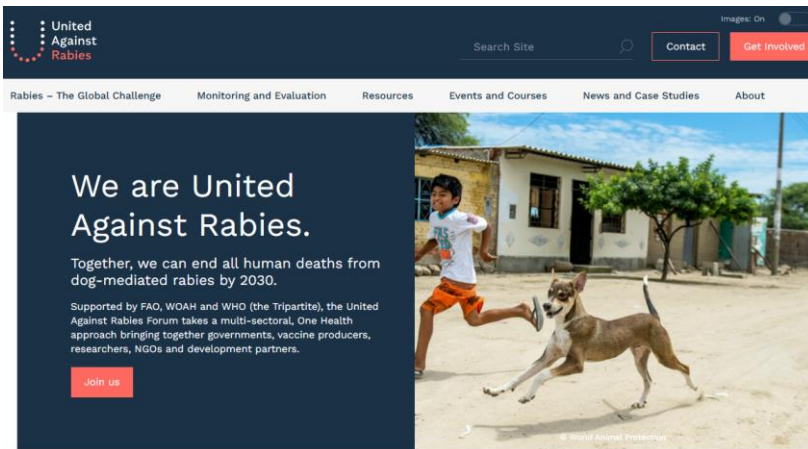 United
Against
Rabies
Images: On
Search Site
Contact
Get Involved
Rabies – The Global Challenge
Monitoring and Evaluation
Resources
Events and Courses
News and Case Studies
About
We are United
Against Rabies.
Together, we can end all human deaths from
dog-mediated rabies by 2030.
Supported by FAO, WOAH and WHO (the Tripartite), the United
Against Rabies Forum takes a multi-sectoral, One Health
approach bringing together governments, vaccine producers,
researchers, NGOs and development partners.
Join us
© World Animal Protection